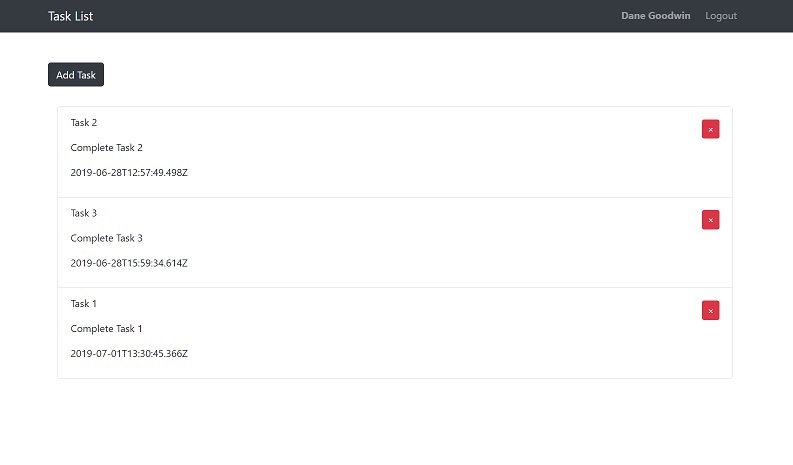 Task List
Dane Goodwin
Logout
Add Task
Task 2
×
Complete Task 2
2019-06-28T12:57:49.498Z
Task 3
×
Complete Task 3
2019-06-28T15:59:34.614Z
Task 1
×
Complete Task 1
2019-07-01T13:30:45.366Z